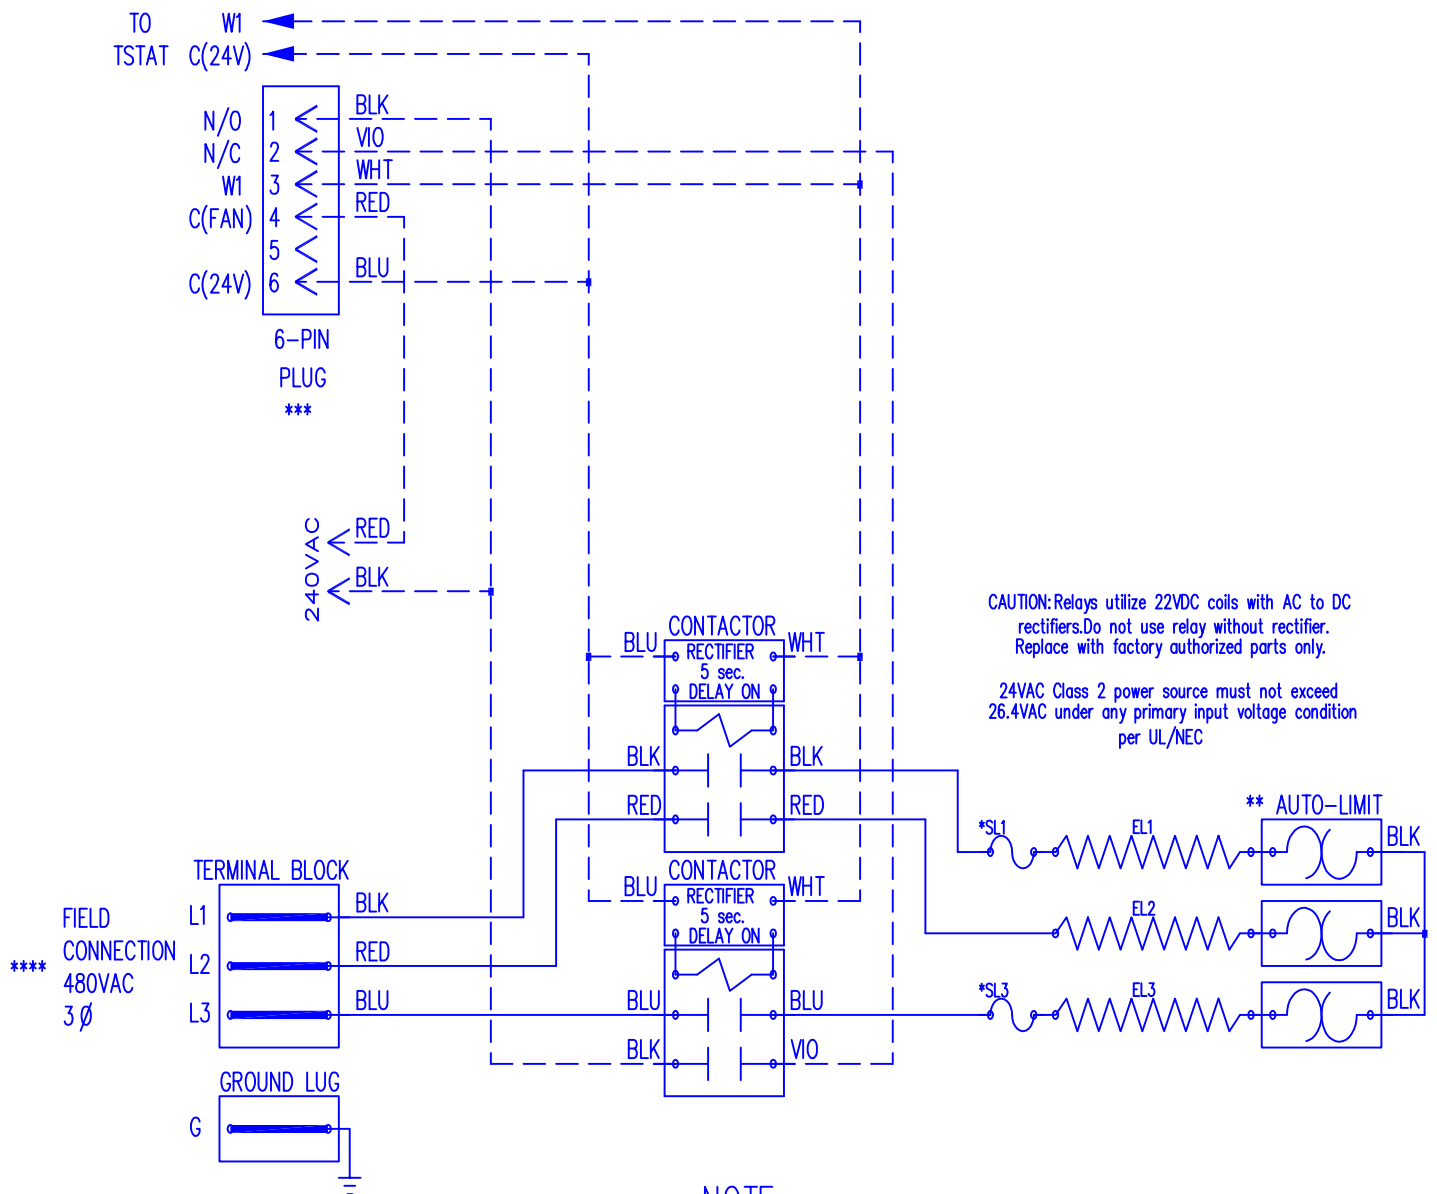 TO W1
TSTAT C(24V)
N/O 1 BLK
N/C 2 VIO
W1 3 WHT
C(FAN) 4 RED
5
C(24V) 6 BLU
6-PIN
PLUG
***
240VAC
RED
BLK
CONTACTOR
BLU RECTIFIER WHT
5 sec.
DELAY ON
BLK BLK
RED RED
CAUTION: Relays utilize 22VDC coils with AC to DC
rectifiers.Do not use relay without rectifier.
Replace with factory authorized parts only.
24VAC Class 2 power source must not exceed
26.4VAC under any primary input voltage condition
per UL/NEC
** AUTO-LIMIT
*SL1 EL1 BLK
EL2 BLK
*SL3 EL3 BLK
CONTACTOR
BLU RECTIFIER WHT
5 sec.
DELAY ON
BLU BLU
BLK VIO
TERMINAL BLOCK
L1 BLK
L2 RED
L3 BLU
FIELD
CONNECTION
**** 480VAC
3 Ø
GROUND LUG
G
NOTE